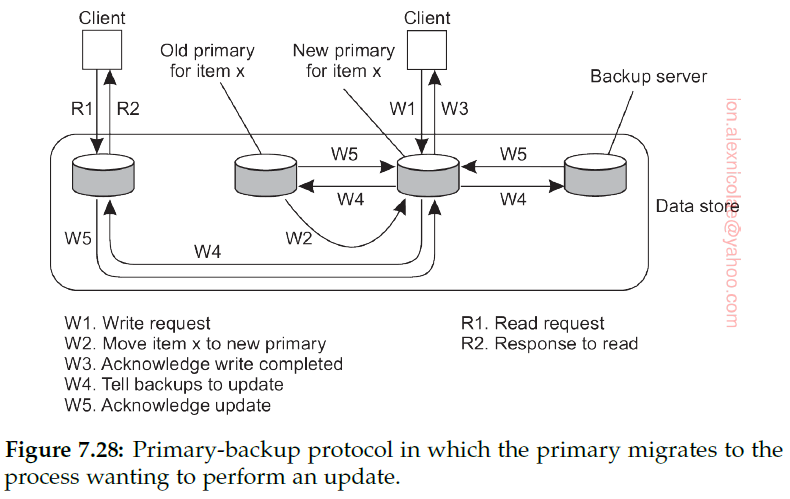 Client
Client
Old primary
for item x
New primary
for item x
Backup server
R1
R2
W1
W3
W5
W5
W4
W4
Data store
W5
W2
W4
W1. Write request
W2. Move item x to new primary
W3. Acknowledge write completed
W4. Tell backups to update
W5. Acknowledge update
R1. Read request
R2. Response to read
Figure 7.28: Primary-backup protocol in which the primary migrates to the
process wanting to perform an update.
ion.alexnicolae@yahoo.com